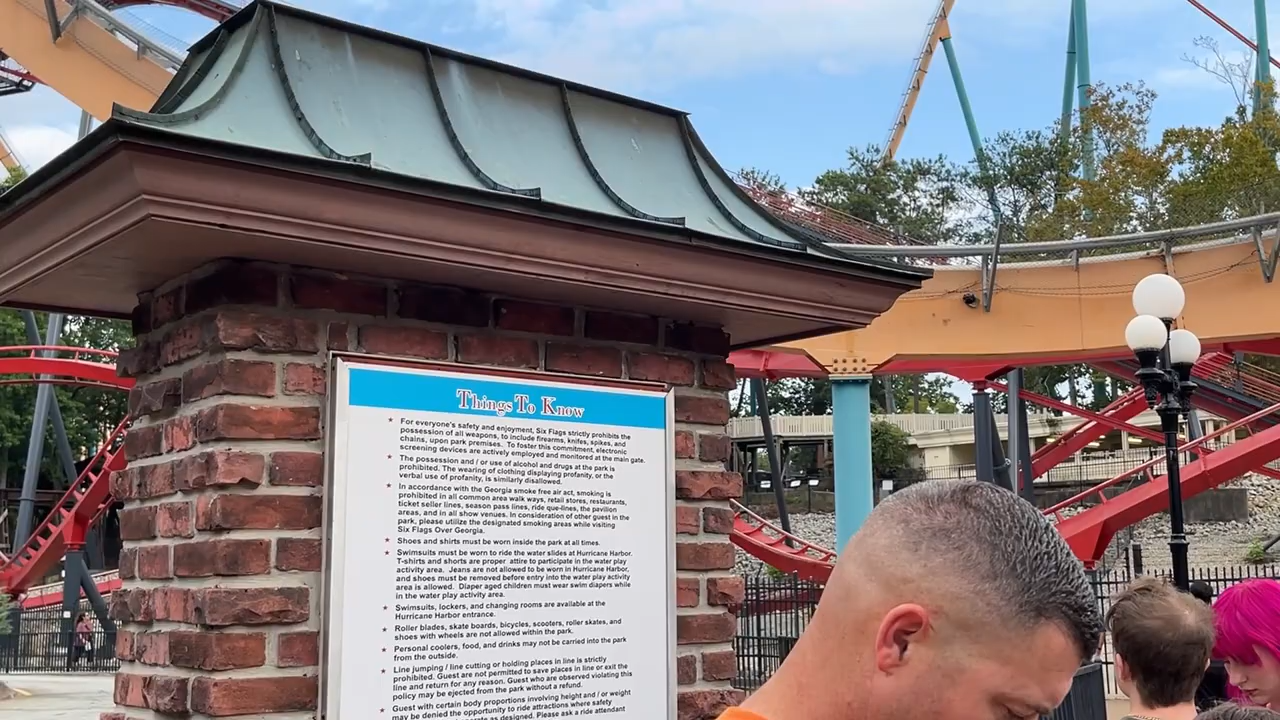 Things To Know
For everyone's safety and enjoyment, Six Flags strictly prohibits the
possession of all weapons, to include firearms, knifes, spikes, and
chains, upon park premises. To foster this commitment, electronic
screening devices are actively employed and monitored at the main gate.
The possession and / or use of alcohol and drugs at the park is
prohibited. The wearing of clothing displaying profanity, or the
verbal use of profanity, is similarly disallowed.
In accordance with the Georgia smoke free air act, smoking is
prohibited in all common area walk ways, retail stores, restaurants,
ticket seller lines, season pass lines, ride que-lines, the pavilion
areas, and in all show venues. In consideration of other guest in the
park, please utilize the designated smoking areas while visiting
Six Flags Over Georgia.
Shoes and shirts must be worn inside the park at all times.
Swimsuits must be worn to ride the water slides at Hurricane Harbor.
T-shirts and shorts are proper attire to participate in the water play
activity area. Jeans are not allowed to be worn in Hurricane Harbor,
and shoes must be removed before entry into the water play activity
area is allowed. Diaper aged children must wear swim diapers while
in the water play activity area.
Swimsuits, lockers, and changing rooms are available at the
Hurricane Harbor entrance.
Roller blades, skate boards, bicycles, scooters, roller skates, and
shoes with wheels are not allowed within the park.
Personal coolers, food, and drinks may not be carried into the park
from the outside.
Line jumping / line cutting or holding places in line is strictly
prohibited. Guest are not permitted to save places in line or exit the
line and return for any reason. Guest who are observed violating this
policy may be ejected from the park without a refund.
Guest with certain body proportions involving height and / or weight
may be denied the opportunity to ride attractions where safety
as designed. Please ask a ride attendant